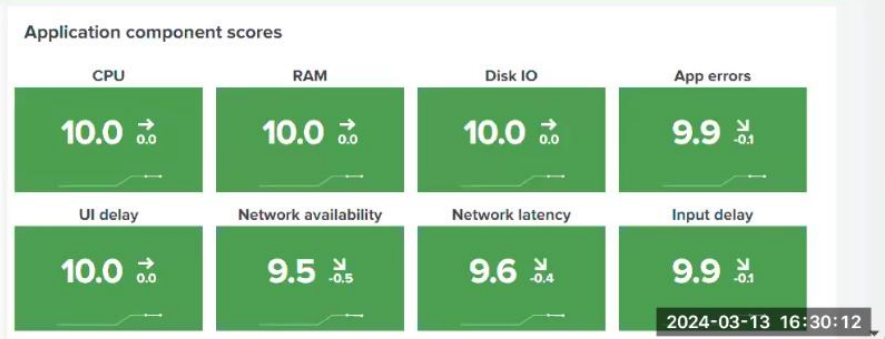 Application component scores
CPU RAM Disk IO App errors
10.0 → 0.0 10.0 → 0.0 10.0 → 0.0 9.9 ↘ -0.1
UI delay Network availability Network latency Input delay
10.0 → 0.0 9.5 ↘ -0.5 9.6 ↘ -0.4 9.9 ↘ -0.1
2024-03-13 16:30:12